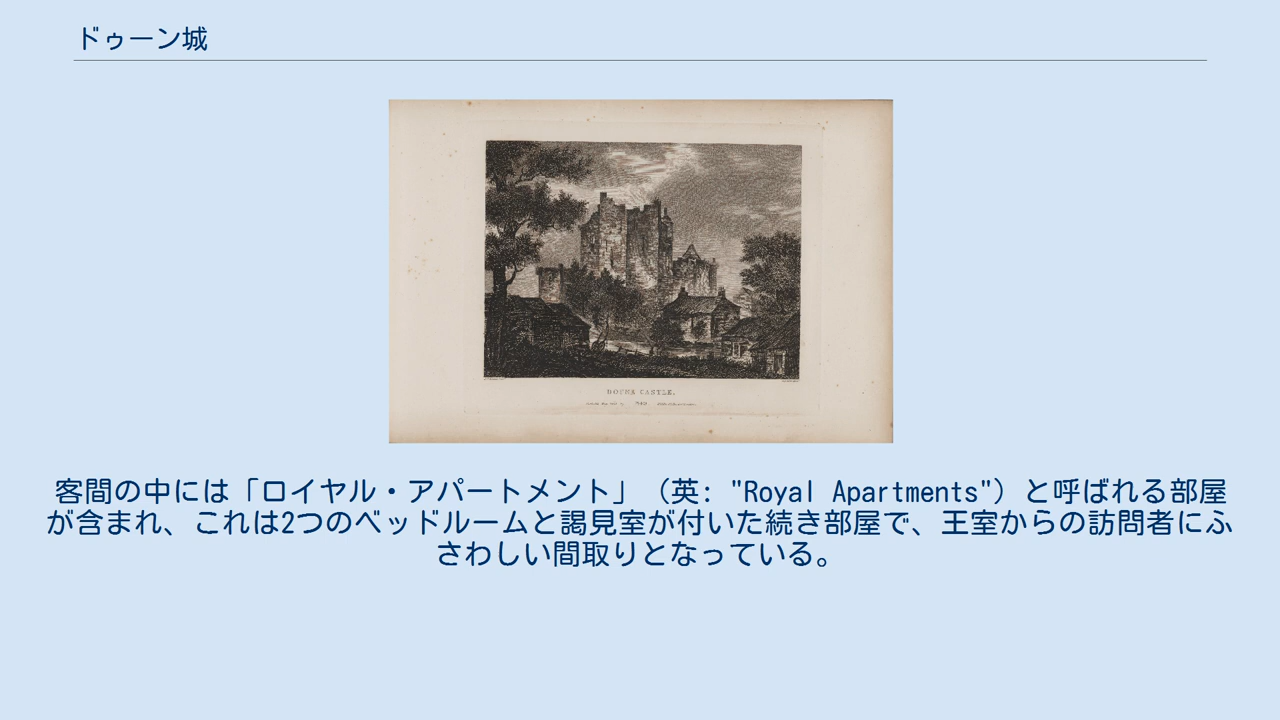 ドゥーン城
DOUNE CASTLE.
客間の中には「ロイヤル・アパートメント」（英: "Royal Apartments"）と呼ばれる部屋
が含まれ、これは2つのベッドルームと謁見室が付いた続き部屋で、王室からの訪問者にふ
さわしい間取りとなっている。